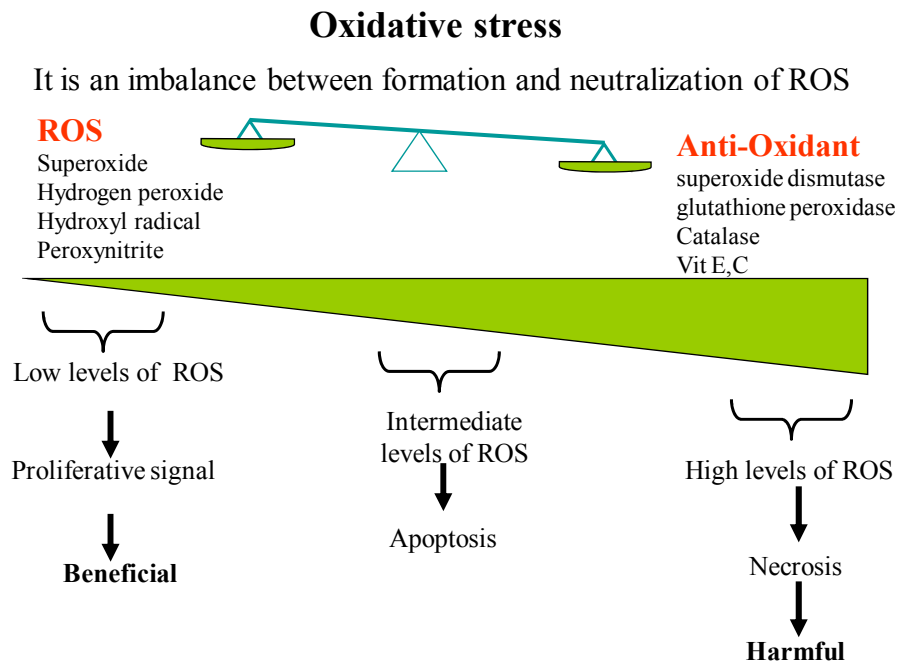 Oxidative stress
It is an imbalance between formation and neutralization of ROS
ROS
Superoxide
Hydrogen peroxide
Hydroxyl radical
Peroxynitrite
Anti-Oxidant
superoxide dismutase
glutathione peroxidase
Catalase
Vit E,C
Low levels of ROS
Proliferative signal
Beneficial
Intermediate
levels of ROS
Apoptosis
High levels of ROS
Necrosis
Harmful